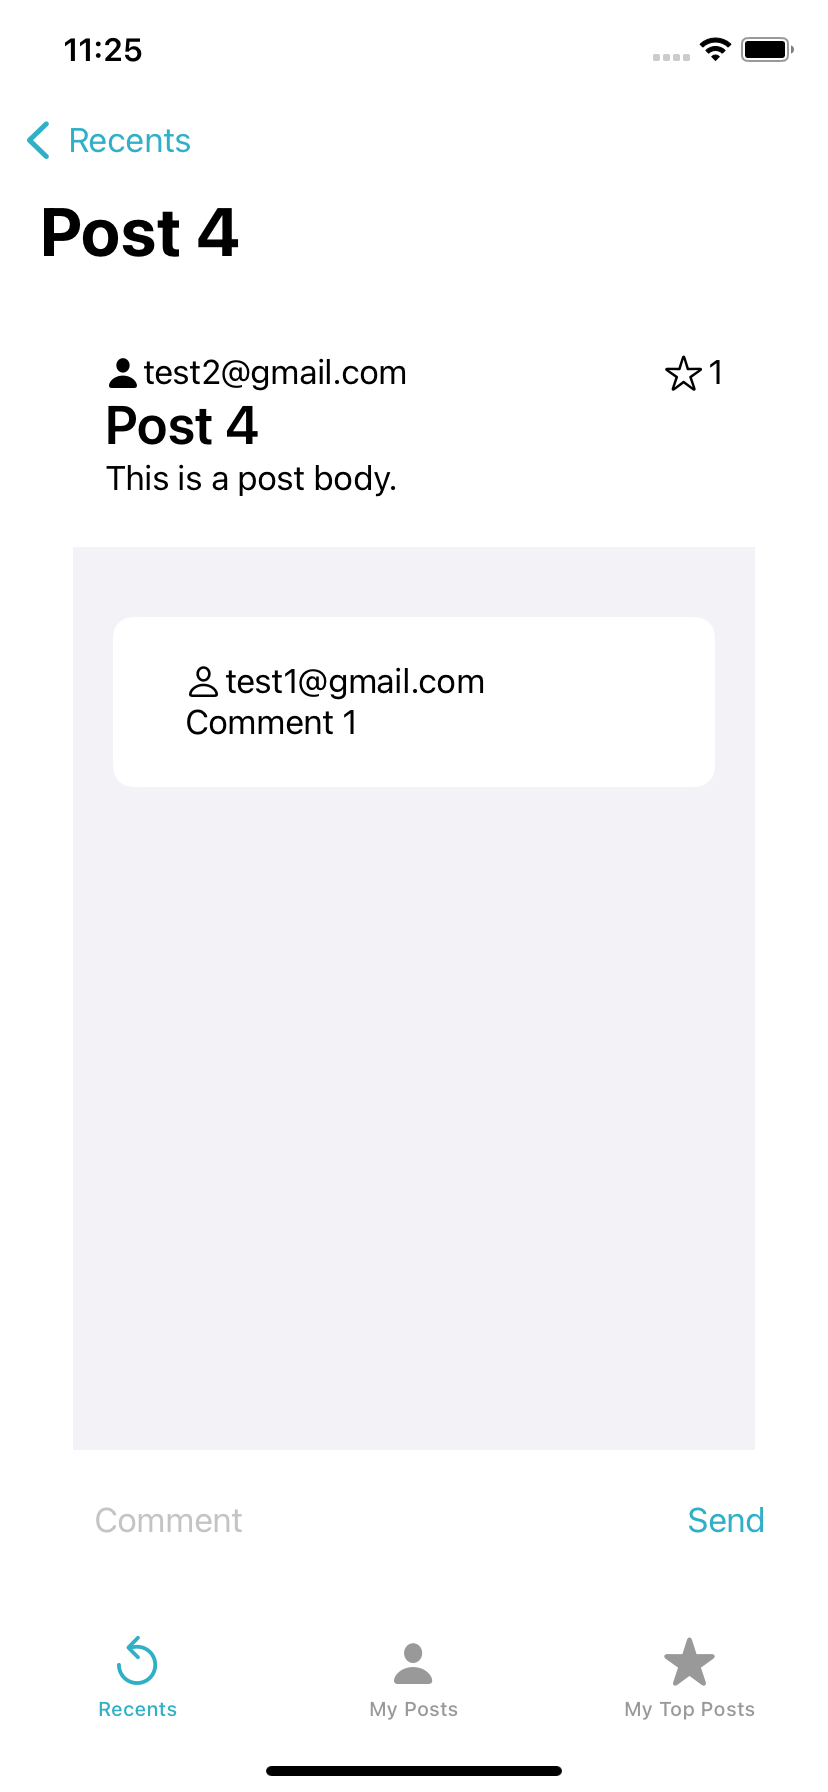 11:25
Recents
Post 4
test2@gmail.com 1
Post 4
This is a post body.
test1@gmail.com
Comment 1
Comment Send
Recents My Posts My Top Posts